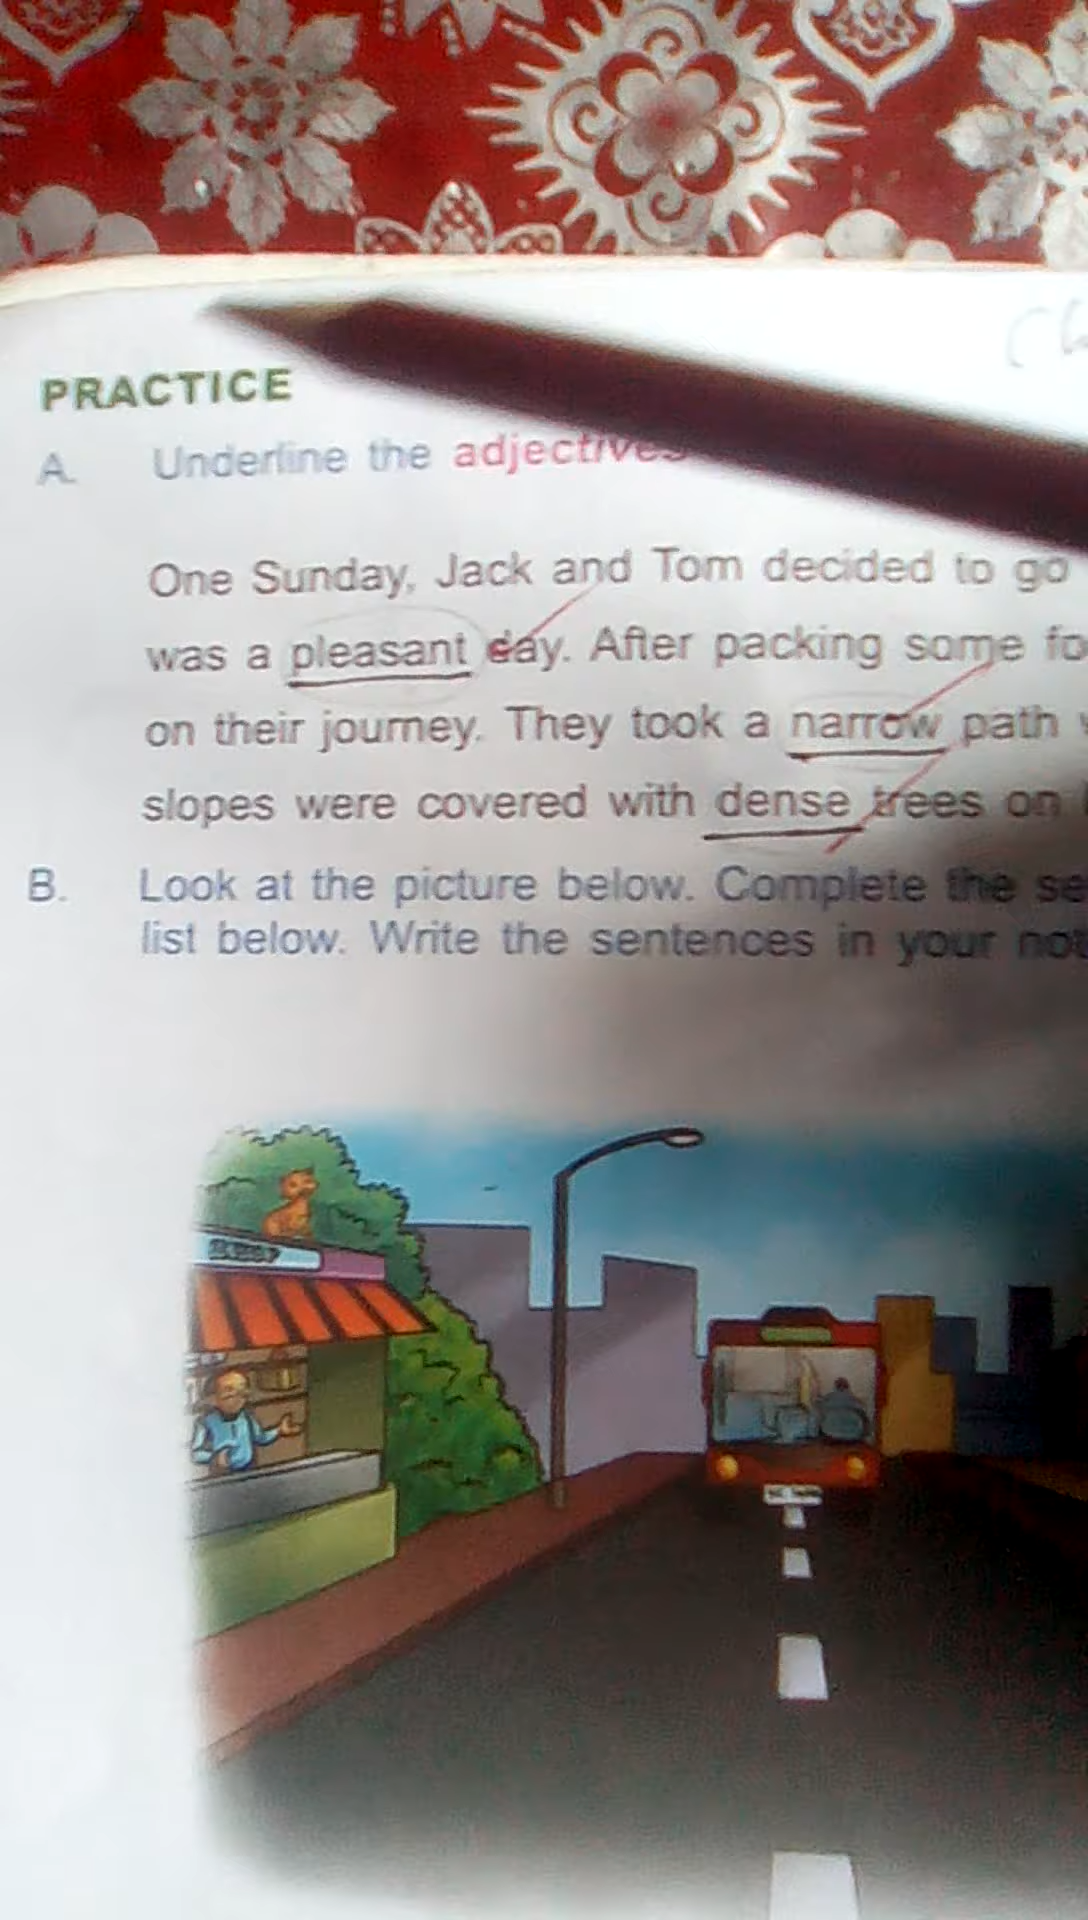 PRACTICE
A. Underline the adjectives
One Sunday, Jack and Tom decided to go
was a pleasant day. After packing some fo
on their journey. They took a narrow path
slopes were covered with dense trees on
B. Look at the picture below. Complete the se
list below. Write the sentences in your not